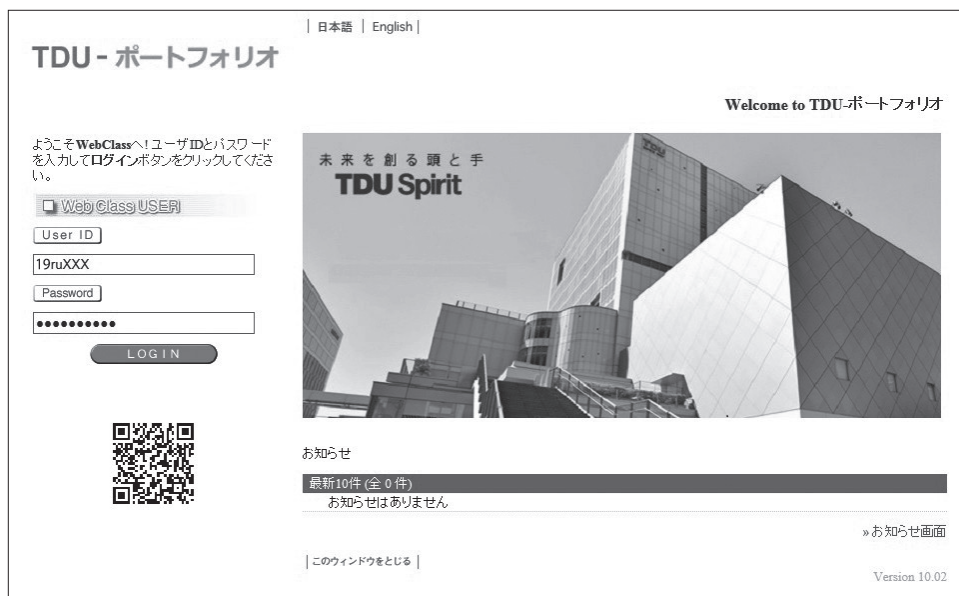 | 日本語 | English |
TDU - ポートフォリオ
Welcome to TDU-ポートフォリオ
ようこそWebClassへ! ユーザIDとパスワード
を入力してログインボタンをクリックしてくださ
い。
Web Class USER
User ID
19ruXXX
Password
●●●●●●●●●●
LOGIN
未来を創る頭と手
TDU Spirit
TDU
お知らせ
最新10件 (全 0 件)
お知らせはありません
»お知らせ画面
| このウィンドウをとじる |
Version 10.02